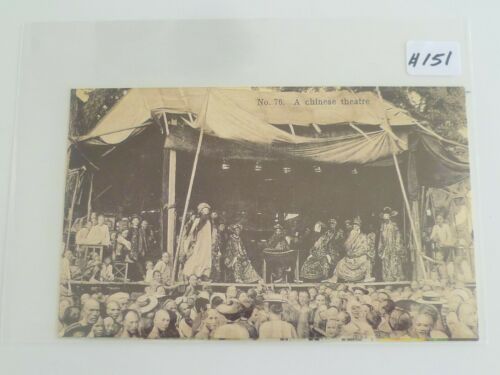 H151
No. 76. A chinese theatre